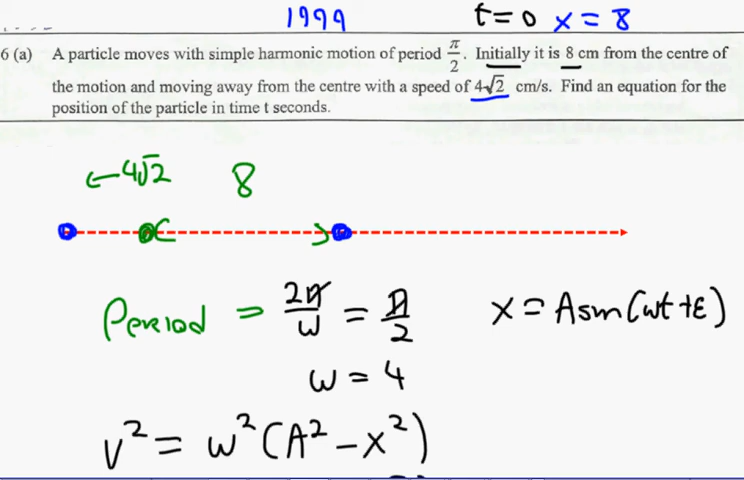 1999 t=0 x=8
6 (a) A particle moves with simple harmonic motion of period π/2. Initially it is 8 cm from the centre of
the motion and moving away from the centre with a speed of 4√2 cm/s. Find an equation for the
position of the particle in time t seconds.
←4√2 8
Period = 2π/ω = π/2 x = A sin(ωt+ε)
ω = 4
v² = ω²(A²-x²)